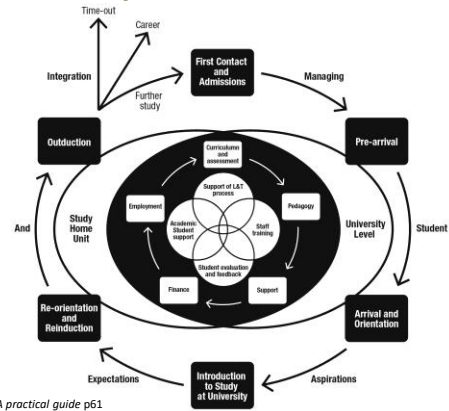 Time-out
Career
Integration
Further
study
First Contact
and
Admissions
Managing
Outduction
Pre-arrival
Curriculumn
and
assessment
Support of L&T
process
Employment
Pedagogy
And
Study
Home
Unit
Academic
Student
support
Staff
training
University
Level
Student
Student evaluation
and feedback
Finance
Support
Re-orientation
and
Reinduction
Arrival and
Orientation
Expectations
Introduction
to Study
at University
Aspirations
A practical guide p61